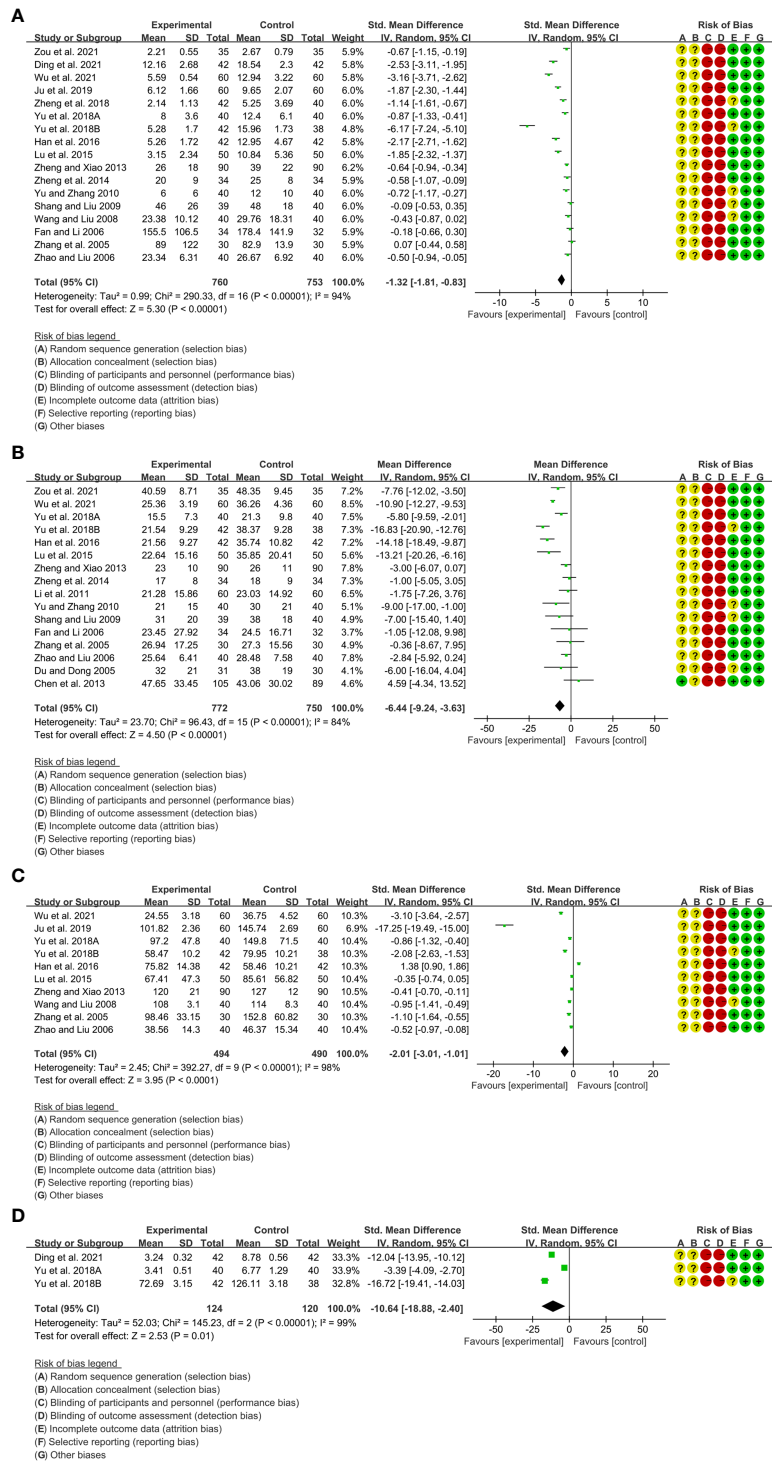 A
Experimental Control Std. Mean Difference Std. Mean Difference Risk of Bias
Study or Subgroup Mean SD Total Mean SD Total Weight IV, Random, 95% CI IV, Random, 95% CI A B C D E F G
Zou et al. 2021 2.21 0.55 35 2.67 0.79 35 5.9% -0.67 [-1.15, -0.19] ? ? − − + + +
Ding et al. 2021 12.16 2.68 42 18.54 2.3 42 5.8% -2.53 [-3.11, -1.95] ? ? − − + + +
Wu et al. 2021 5.59 0.54 60 12.94 3.22 60 5.8% -3.16 [-3.71, -2.62] ? ? − − + + +
Ju et al. 2019 6.12 1.66 60 9.65 2.07 60 5.9% -1.87 [-2.30, -1.44] ? ? − − + + +
Zheng et al. 2018 2.14 1.13 42 5.25 3.69 40 5.9% -1.14 [-1.61, -0.67] ? ? − − ? + +
Yu et al. 2018A 8 3.6 40 12.4 6.1 40 6.0% -0.87 [-1.33, -0.41] ? ? − − + + +
Yu et al. 2018B 5.28 1.7 42 15.96 1.73 38 4.8% -6.17 [-7.24, -5.10] ? ? − − ? + +
Han et al. 2016 5.26 1.72 42 12.95 4.67 42 5.8% -2.17 [-2.71, -1.62] ? ? − − + + +
Lu et al. 2015 3.15 2.34 50 10.84 5.36 50 5.9% -1.85 [-2.32, -1.37] ? ? − − + + +
Zheng and Xiao 2013 26 18 90 39 22 90 6.1% -0.64 [-0.94, -0.34] ? ? − − + + +
Zheng et al. 2014 20 9 34 25 8 34 5.9% -0.58 [-1.07, -0.09] ? ? − − + + +
Yu and Zhang 2010 6 6 40 12 10 40 6.0% -0.72 [-1.17, -0.27] ? ? − − ? + +
Shang and Liu 2009 46 26 39 48 18 40 6.0% -0.09 [-0.53, 0.35] ? ? − − ? + +
Wang and Liu 2008 23.38 10.12 40 29.76 18.31 40 6.0% -0.43 [-0.87, 0.02] ? ? − − ? + +
Fan and Li 2006 155.5 106.5 34 178.4 141.9 32 6.0% -0.18 [-0.66, 0.30] ? ? − − + + +
Zhang et al. 2005 89 122 30 82.9 13.9 30 5.9% 0.07 [-0.44, 0.58] ? ? − − + + +
Zhao and Liu 2006 23.34 6.31 40 26.67 6.92 40 6.0% -0.50 [-0.94, -0.05] ? ? − − + + +
Total (95% CI) 760 753 100.0% -1.32 [-1.81, -0.83]
Heterogeneity: Tau² = 0.99; Chi² = 290.33, df = 16 (P < 0.00001); I² = 94%
Test for overall effect: Z = 5.30 (P < 0.00001)
-10 -5 0 5 10
Favours [experimental] Favours [control]
Risk of bias legend
(A) Random sequence generation (selection bias)
(B) Allocation concealment (selection bias)
(C) Blinding of participants and personnel (performance bias)
(D) Blinding of outcome assessment (detection bias)
(E) Incomplete outcome data (attrition bias)
(F) Selective reporting (reporting bias)
(G) Other biases
B
Experimental Control Mean Difference Mean Difference Risk of Bias
Study or Subgroup Mean SD Total Mean SD Total Weight IV, Random, 95% CI IV, Random, 95% CI A B C D E F G
Zou et al. 2021 40.59 8.71 35 48.35 9.45 35 7.2% -7.76 [-12.02, -3.50] ? ? − − + + +
Wu et al. 2021 25.36 3.19 60 36.26 4.36 60 8.9% -10.90 [-12.27, -9.53] ? ? − − + + +
Yu et al. 2018A 15.5 7.3 40 21.3 9.8 40 7.5% -5.80 [-9.59, -2.01] ? ? − − + + +
Yu et al. 2018B 21.54 9.29 42 38.37 9.28 38 7.3% -16.83 [-20.90, -12.76] ? ? − − ? + +
Han et al. 2016 21.56 9.27 42 35.74 10.82 42 7.2% -14.18 [-18.49, -9.87] ? ? − − + + +
Lu et al. 2015 22.64 15.16 50 35.85 20.41 50 5.3% -13.21 [-20.26, -6.16] ? ? − − + + +
Zheng and Xiao 2013 23 10 90 26 11 90 8.0% -3.00 [-6.07, 0.07] ? ? − − + + +
Zheng et al. 2014 17 8 34 18 9 34 7.4% -1.00 [-5.05, 3.05] ? ? − − + + +
Li et al. 2011 21.28 15.86 60 23.03 14.92 60 6.4% -1.75 [-7.26, 3.76] ? ? − − + + +
Yu and Zhang 2010 21 15 40 30 21 40 4.7% -9.00 [-17.00, -1.00] ? ? − − ? + +
Shang and Liu 2009 31 20 39 38 18 40 4.5% -7.00 [-15.40, 1.40] ? ? − − ? + +
Fan and Li 2006 23.45 27.92 34 24.5 16.71 32 3.3% -1.05 [-12.08, 9.98] ? ? − − + + +
Zhang et al. 2005 26.94 17.25 30 27.3 15.56 30 4.5% -0.36 [-8.67, 7.95] ? ? − − + + +
Zhao and Liu 2006 25.64 6.41 40 28.48 7.58 40 8.0% -2.84 [-5.92, 0.24] ? ? − − + + +
Du and Dong 2005 32 21 31 38 19 30 3.7% -6.00 [-16.04, 4.04] ? ? − − ? + +
Chen et al. 2013 47.65 33.45 105 43.06 30.02 89 4.2% 4.59 [-4.34, 13.52] + ? − − + + +
Total (95% CI) 772 750 100.0% -6.44 [-9.24, -3.63]
Heterogeneity: Tau² = 23.70; Chi² = 96.43, df = 15 (P < 0.00001); I² = 84%
Test for overall effect: Z = 4.50 (P < 0.00001)
-50 -25 0 25 50
Favours [experimental] Favours [control]
Risk of bias legend
(A) Random sequence generation (selection bias)
(B) Allocation concealment (selection bias)
(C) Blinding of participants and personnel (performance bias)
(D) Blinding of outcome assessment (detection bias)
(E) Incomplete outcome data (attrition bias)
(F) Selective reporting (reporting bias)
(G) Other biases
C
Experimental Control Std. Mean Difference Std. Mean Difference Risk of Bias
Study or Subgroup Mean SD Total Mean SD Total Weight IV, Random, 95% CI IV, Random, 95% CI A B C D E F G
Wu et al. 2021 24.55 3.18 60 36.75 4.52 60 10.3% -3.10 [-3.64, -2.57] ? ? − − + + +
Ju et al. 2019 101.82 2.36 60 145.74 2.69 60 7.3% -17.25 [-19.49, -15.00] ? ? − − + + +
Yu et al. 2018A 97.2 47.8 40 149.8 71.5 40 10.4% -0.86 [-1.32, -0.40] ? ? − − + + +
Yu et al. 2018B 58.47 10.2 42 79.95 10.21 38 10.2% -2.08 [-2.63, -1.53] ? ? − − ? + +
Han et al. 2016 75.82 14.38 42 58.46 10.21 42 10.3% 1.38 [0.90, 1.86] ? ? − − + + +
Lu et al. 2015 67.41 47.3 50 85.61 56.82 50 10.4% -0.35 [-0.74, 0.05] ? ? − − + + +
Zheng and Xiao 2013 120 21 90 127 12 90 10.4% -0.41 [-0.70, -0.11] ? ? − − + + +
Wang and Liu 2008 108 3.1 40 114 8.3 40 10.3% -0.95 [-1.41, -0.49] ? ? − − ? + +
Zhang et al. 2005 98.46 33.15 30 152.8 60.82 30 10.2% -1.10 [-1.64, -0.55] ? ? − − + + +
Zhao and Liu 2006 38.56 14.3 40 46.37 15.34 40 10.3% -0.52 [-0.97, -0.08] ? ? − − + + +
Total (95% CI) 494 490 100.0% -2.01 [-3.01, -1.01]
Heterogeneity: Tau² = 2.45; Chi² = 392.27, df = 9 (P < 0.00001); I² = 98%
Test for overall effect: Z = 3.95 (P < 0.0001)
-20 -10 0 10 20
Favours [experimental] Favours [control]
Risk of bias legend
(A) Random sequence generation (selection bias)
(B) Allocation concealment (selection bias)
(C) Blinding of participants and personnel (performance bias)
(D) Blinding of outcome assessment (detection bias)
(E) Incomplete outcome data (attrition bias)
(F) Selective reporting (reporting bias)
(G) Other biases
D
Experimental Control Std. Mean Difference Std. Mean Difference Risk of Bias
Study or Subgroup Mean SD Total Mean SD Total Weight IV, Random, 95% CI IV, Random, 95% CI A B C D E F G
Ding et al. 2021 3.24 0.32 42 8.78 0.56 42 33.3% -12.04 [-13.95, -10.12] ? ? − − + + +
Yu et al. 2018A 3.41 0.51 40 6.77 1.29 40 33.9% -3.39 [-4.09, -2.70] ? ? − − + + +
Yu et al. 2018B 72.69 3.15 42 126.11 3.18 38 32.8% -16.72 [-19.41, -14.03] ? ? − − ? + +
Total (95% CI) 124 120 100.0% -10.64 [-18.88, -2.40]
Heterogeneity: Tau² = 52.03; Chi² = 145.23, df = 2 (P < 0.00001); I² = 99%
Test for overall effect: Z = 2.53 (P = 0.01)
-50 -25 0 25 50
Favours [experimental] Favours [control]
Risk of bias legend
(A) Random sequence generation (selection bias)
(B) Allocation concealment (selection bias)
(C) Blinding of participants and personnel (performance bias)
(D) Blinding of outcome assessment (detection bias)
(E) Incomplete outcome data (attrition bias)
(F) Selective reporting (reporting bias)
(G) Other biases